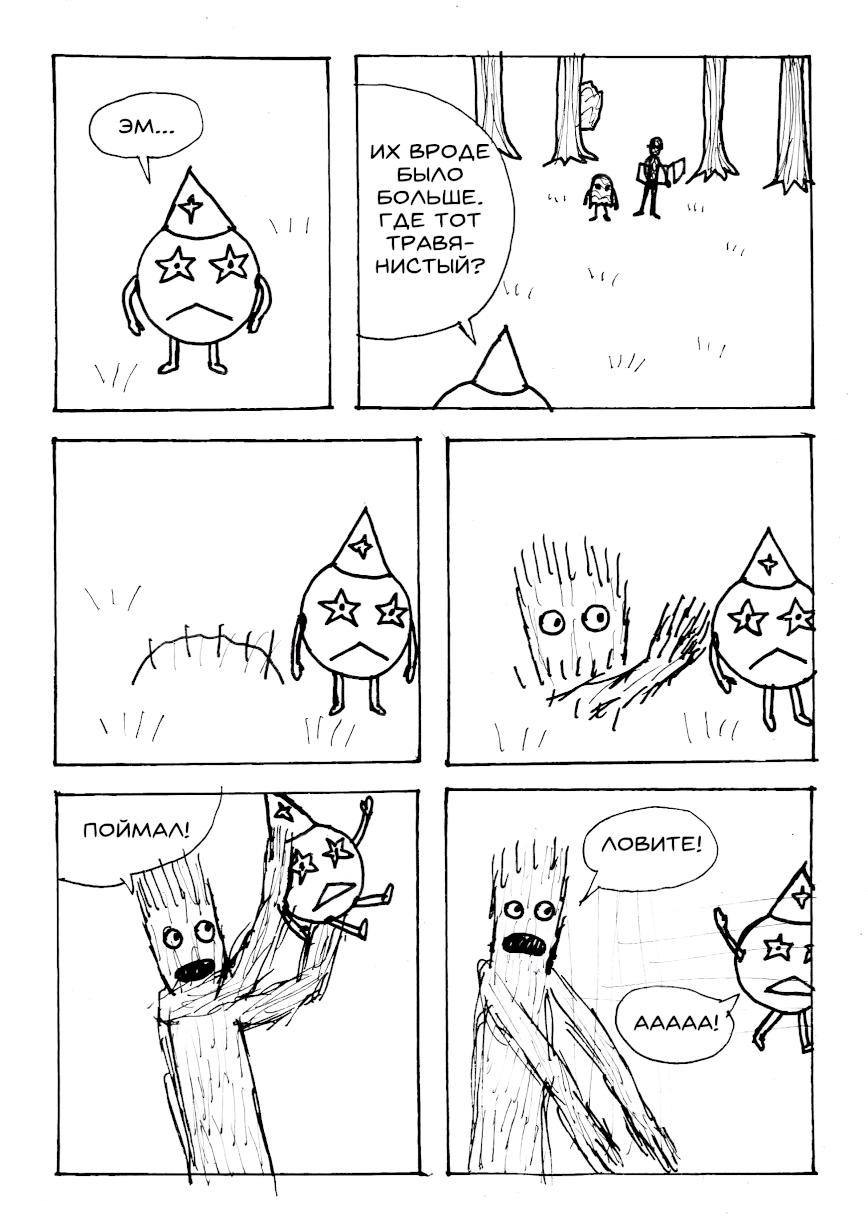 ЭМ...
ИХ ВРОДЕ
БЫЛО
БОЛЬШЕ.
ГДЕ ТОТ
ТРАВЯ-
НИСТЫЙ?
ПОЙМАЛ!
ЛОВИТЕ!
ААААА!